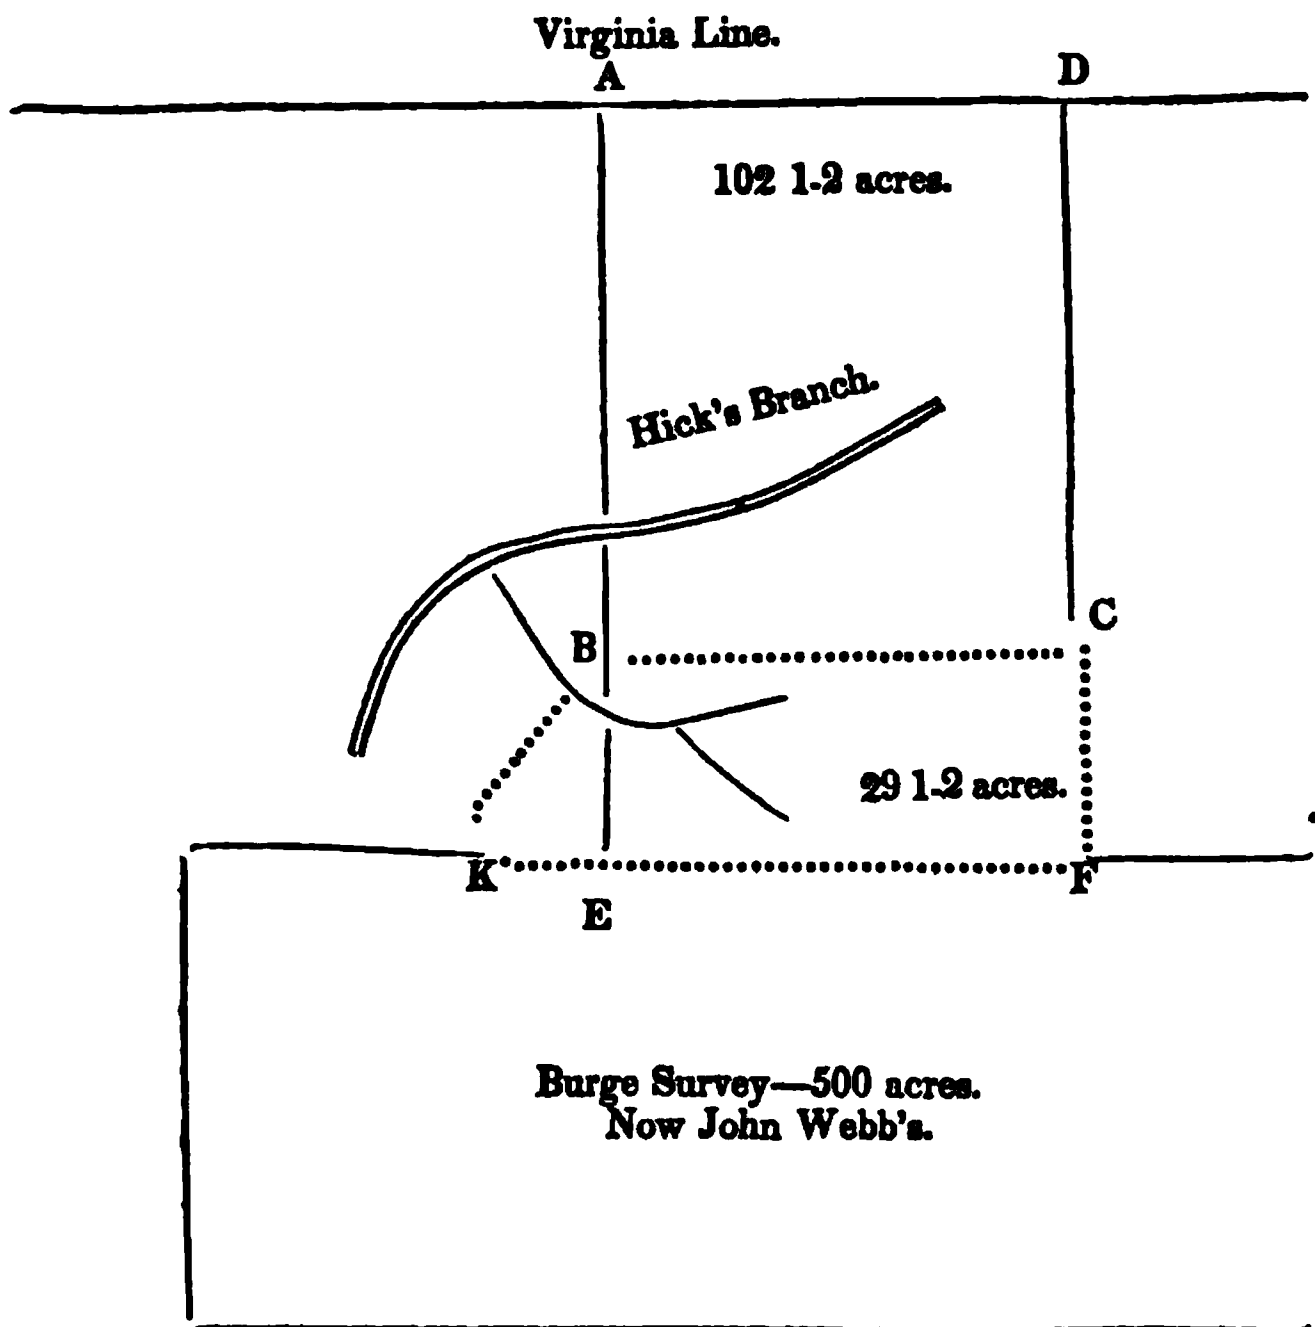 Virginia Line.
A D
102 1-2 acres.
Hick's Branch.
C
B
29 1-2 acres.
K F
E
Burge Survey—500 acres.
Now John Webb's.